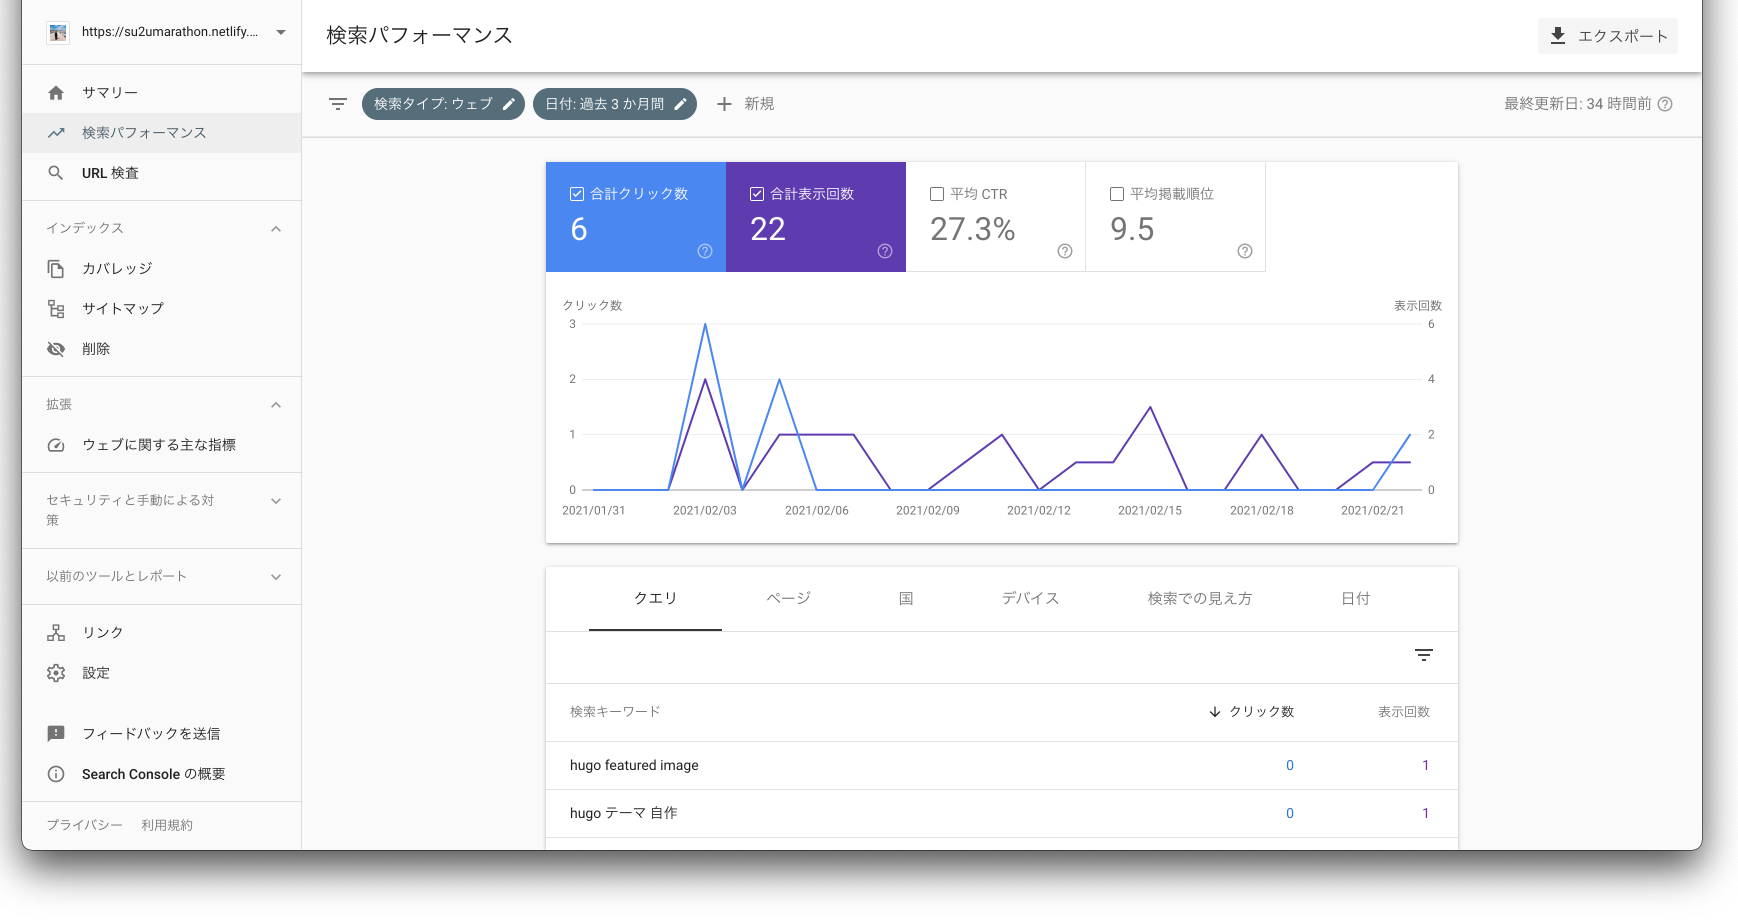 https://su2umarathon.netlify....
サマリー
検索パフォーマンス
URL 検査
インデックス
カバレッジ
サイトマップ
削除
拡張
ウェブに関する主な指標
セキュリティと手動による対
策
以前のツールとレポート
リンク
設定
フィードバックを送信
Search Console の概要
プライバシー 利用規約
検索パフォーマンス
エクスポート
検索タイプ: ウェブ 日付: 過去 3 か月間 新規 最終更新日: 34 時間前
合計クリック数 合計表示回数 平均 CTR 平均掲載順位
6 22 27.3% 9.5
クリック数 表示回数
3 6
2 4
1 2
0 0
2021/01/31 2021/02/03 2021/02/06 2021/02/09 2021/02/12 2021/02/15 2021/02/18 2021/02/21
クエリ ページ 国 デバイス 検索での見え方 日付
検索キーワード クリック数 表示回数
hugo featured image 0 1
hugo テーマ 自作 0 1